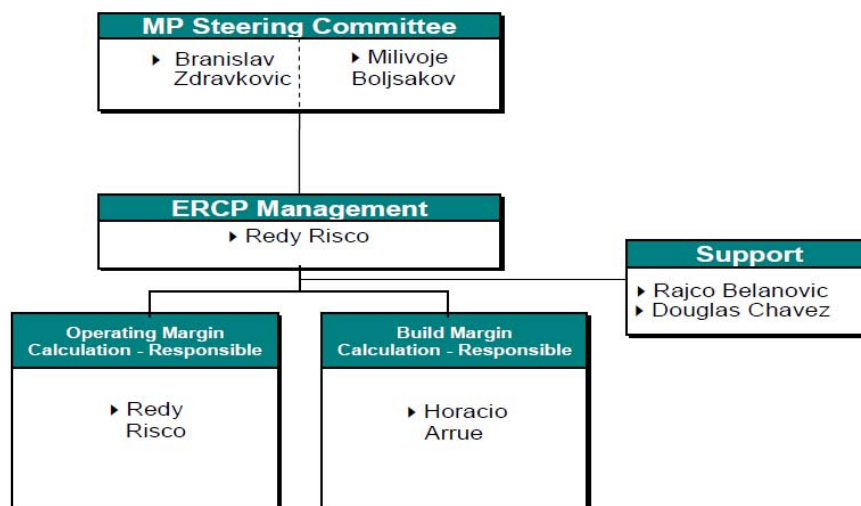 MP Steering Committee
Branislav
Zdravkovic
Milivoje
Boljsakov
ERCP Management
Redy Risco
Support
Rajco Belanovic
Douglas Chavez
Operating Margin
Calculation - Responsible
Redy
Risco
Build Margin
Calculation - Responsible
Horacio
Arrue